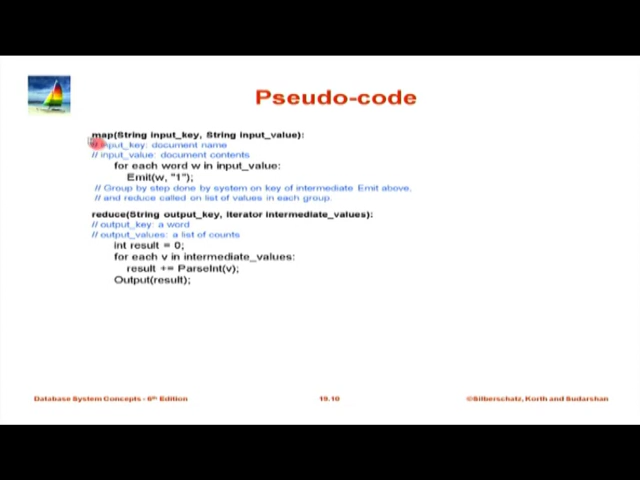 Pseudo-code
map(String input_key, String input_value):
// input_key: document name
// input_value: document contents
for each word w in input_value:
Emit(w, "1");
// Group by step done by system on key of intermediate Emit above,
// and reduce called on list of values in each group.
reduce(String output_key, Iterator intermediate_values):
// output_key: a word
// output_values: a list of counts
int result = 0;
for each v in intermediate_values:
result += ParseInt(v);
Output(result);
Database System Concepts - 6th Edition
19.10
©Silberschatz, Korth and Sudarshan